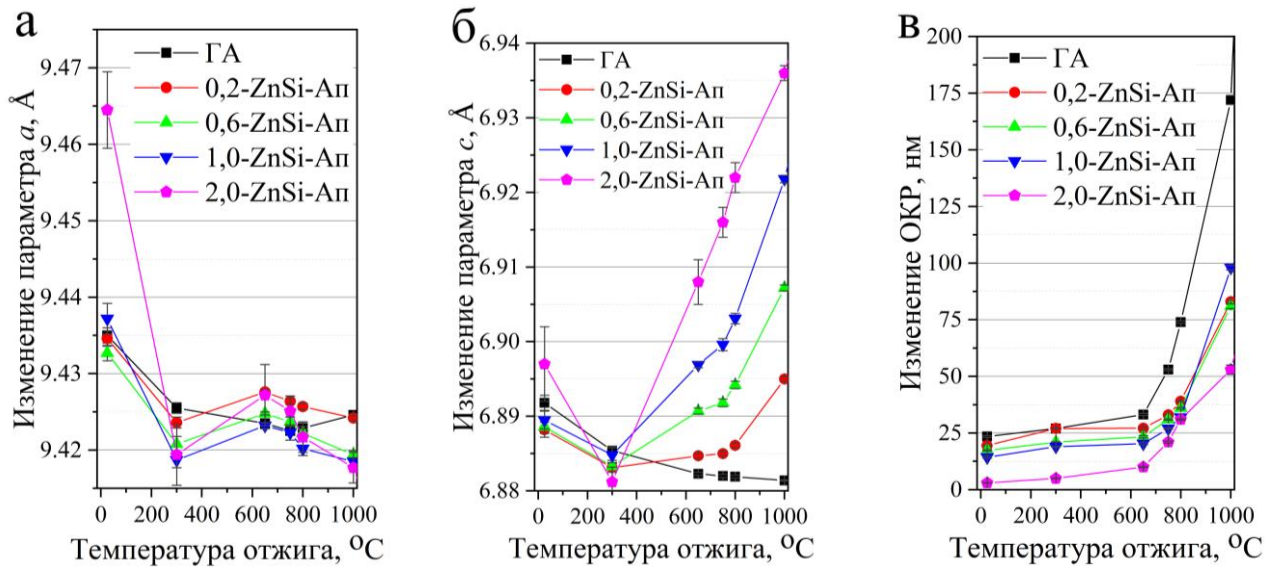 а
Изменение параметра a, Å
9.47
9.46
9.45
9.44
9.43
9.42
ГА
0,2-ZnSi-Ап
0,6-ZnSi-Ап
1,0-ZnSi-Ап
2,0-ZnSi-Ап
0 200 400 600 800 1000
Температура отжига, °C
б
Изменение параметра c, Å
6.94
6.93
6.92
6.91
6.90
6.89
6.88
ГА
0,2-ZnSi-Ап
0,6-ZnSi-Ап
1,0-ZnSi-Ап
2,0-ZnSi-Ап
0 200 400 600 800 1000
Температура отжига, °C
в
Изменение ОКР, нм
200
175
150
125
100
75
50
25
0
ГА
0,2-ZnSi-Ап
0,6-ZnSi-Ап
1,0-ZnSi-Ап
2,0-ZnSi-Ап
0 200 400 600 800 1000
Температура отжига, °C